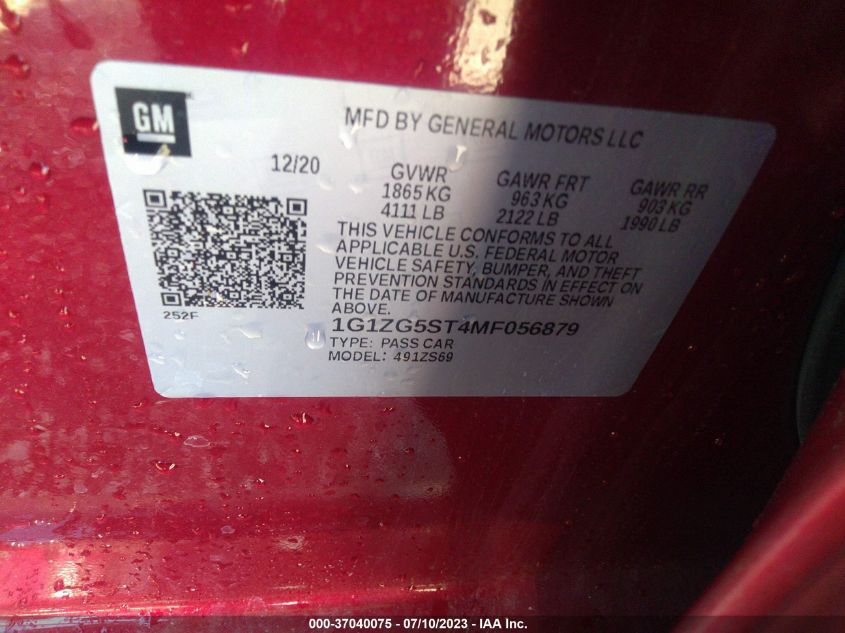 GM
MFD BY GENERAL MOTORS LLC
12/20
GVWR
1865 KG
4111 LB
GAWR FRT
963 KG
2122 LB
GAWR RR
903 KG
1990 LB
THIS VEHICLE CONFORMS TO ALL
APPLICABLE U.S. FEDERAL MOTOR
VEHICLE SAFETY, BUMPER, AND THEFT
PREVENTION STANDARDS IN EFFECT ON
THE DATE OF MANUFACTURE SHOWN
ABOVE.
252F
1G1ZG5ST4MF056879
TYPE: PASS CAR
MODEL: 491ZS69
000-37040075 - 07/10/2023 - IAA Inc.